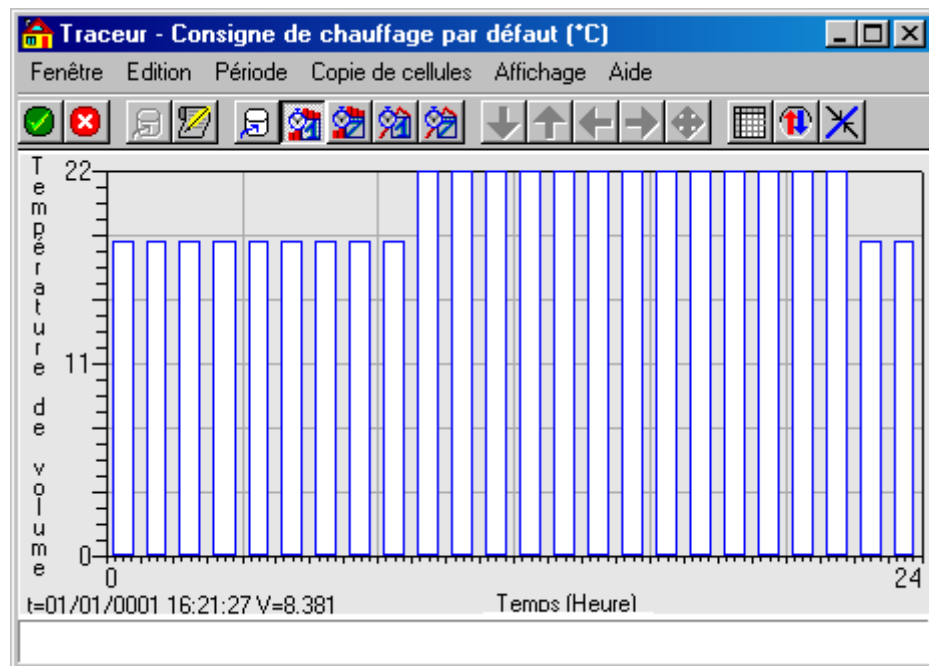 Traceur - Consigne de chauffage par défaut (°C)
Fenêtre Edition Période Copie de cellules Affichage Aide
Température de volume
22
11
0
0 24
t=01/01/0001 16:21:27 V=8.381 Temps (Heure)